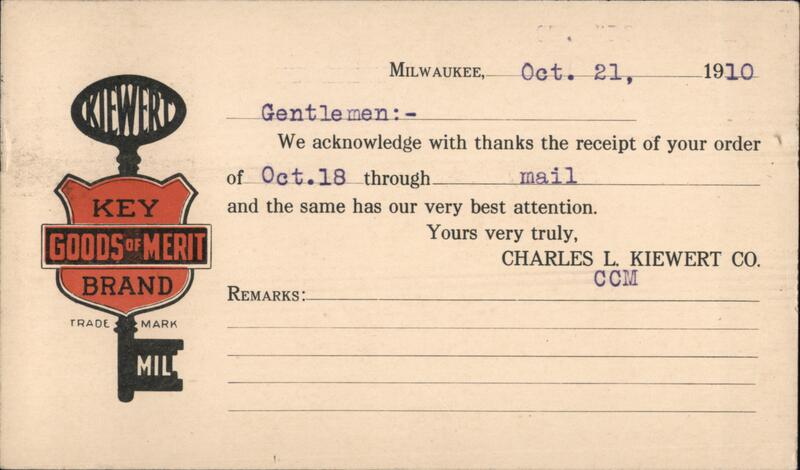 Milwaukee, Oct. 21, 1910
Gentlemen:-
We acknowledge with thanks the receipt of your order
of Oct.18 through mail
and the same has our very best attention.
Yours very truly,
CHARLES L. KIEWERT CO.
CCM
Remarks:
KIEWERT
KEY
GOODS OF MERIT
BRAND
TRADE MARK
MIL